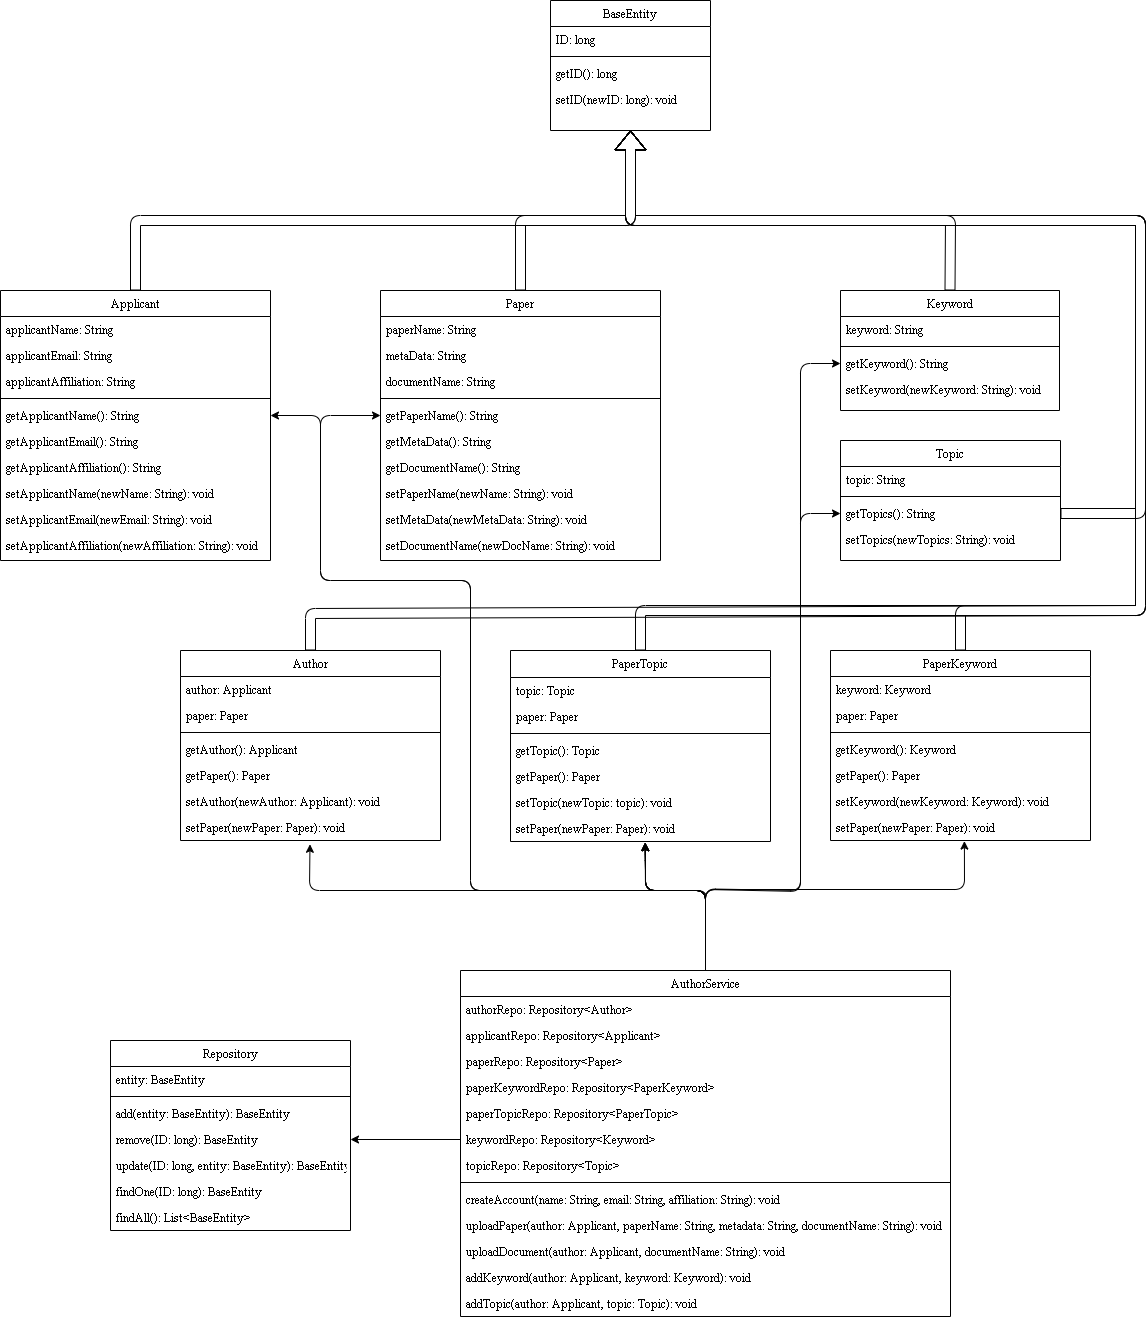 BaseEntity
ID: long
getID(): long
setID(newID: long): void
Applicant
applicantName: String
applicantEmail: String
applicantAffiliation: String
getApplicantName(): String
getApplicantEmail(): String
getApplicantAffiliation(): String
setApplicantName(newName: String): void
setApplicantEmail(newEmail: String): void
setApplicantAffiliation(newAffiliation: String): void
Paper
paperName: String
metaData: String
documentName: String
getPaperName(): String
getMetaData(): String
getDocumentName(): String
setPaperName(newName: String): void
setMetaData(newMetaData: String): void
setDocumentName(newDocName: String): void
Keyword
keyword: String
getKeyword(): String
setKeyword(newKeyword: String): void
Topic
topic: String
getTopics(): String
setTopics(newTopics: String): void
Author
author: Applicant
paper: Paper
getAuthor(): Applicant
getPaper(): Paper
setAuthor(newAuthor: Applicant): void
setPaper(newPaper: Paper): void
PaperTopic
topic: Topic
paper: Paper
getTopic(): Topic
getPaper(): Paper
setTopic(newTopic: topic): void
setPaper(newPaper: Paper): void
PaperKeyword
keyword: Keyword
paper: Paper
getKeyword(): Keyword
getPaper(): Paper
setKeyword(newKeyword: Keyword): void
setPaper(newPaper: Paper): void
AuthorService
authorRepo: Repository<Author>
applicantRepo: Repository<Applicant>
paperRepo: Repository<Paper>
paperKeywordRepo: Repository<PaperKeyword>
paperTopicRepo: Repository<PaperTopic>
keywordRepo: Repository<Keyword>
topicRepo: Repository<Topic>
createAccount(name: String, email: String, affiliation: String): void
uploadPaper(author: Applicant, paperName: String, metadata: String, documentName: String): void
uploadDocument(author: Applicant, documentName: String): void
addKeyword(author: Applicant, keyword: Keyword): void
addTopic(author: Applicant, topic: Topic): void
Repository
entity: BaseEntity
add(entity: BaseEntity): BaseEntity
remove(ID: long): BaseEntity
update(ID: long, entity: BaseEntity): BaseEntity
findOne(ID: long): BaseEntity
findAll(): List<BaseEntity>